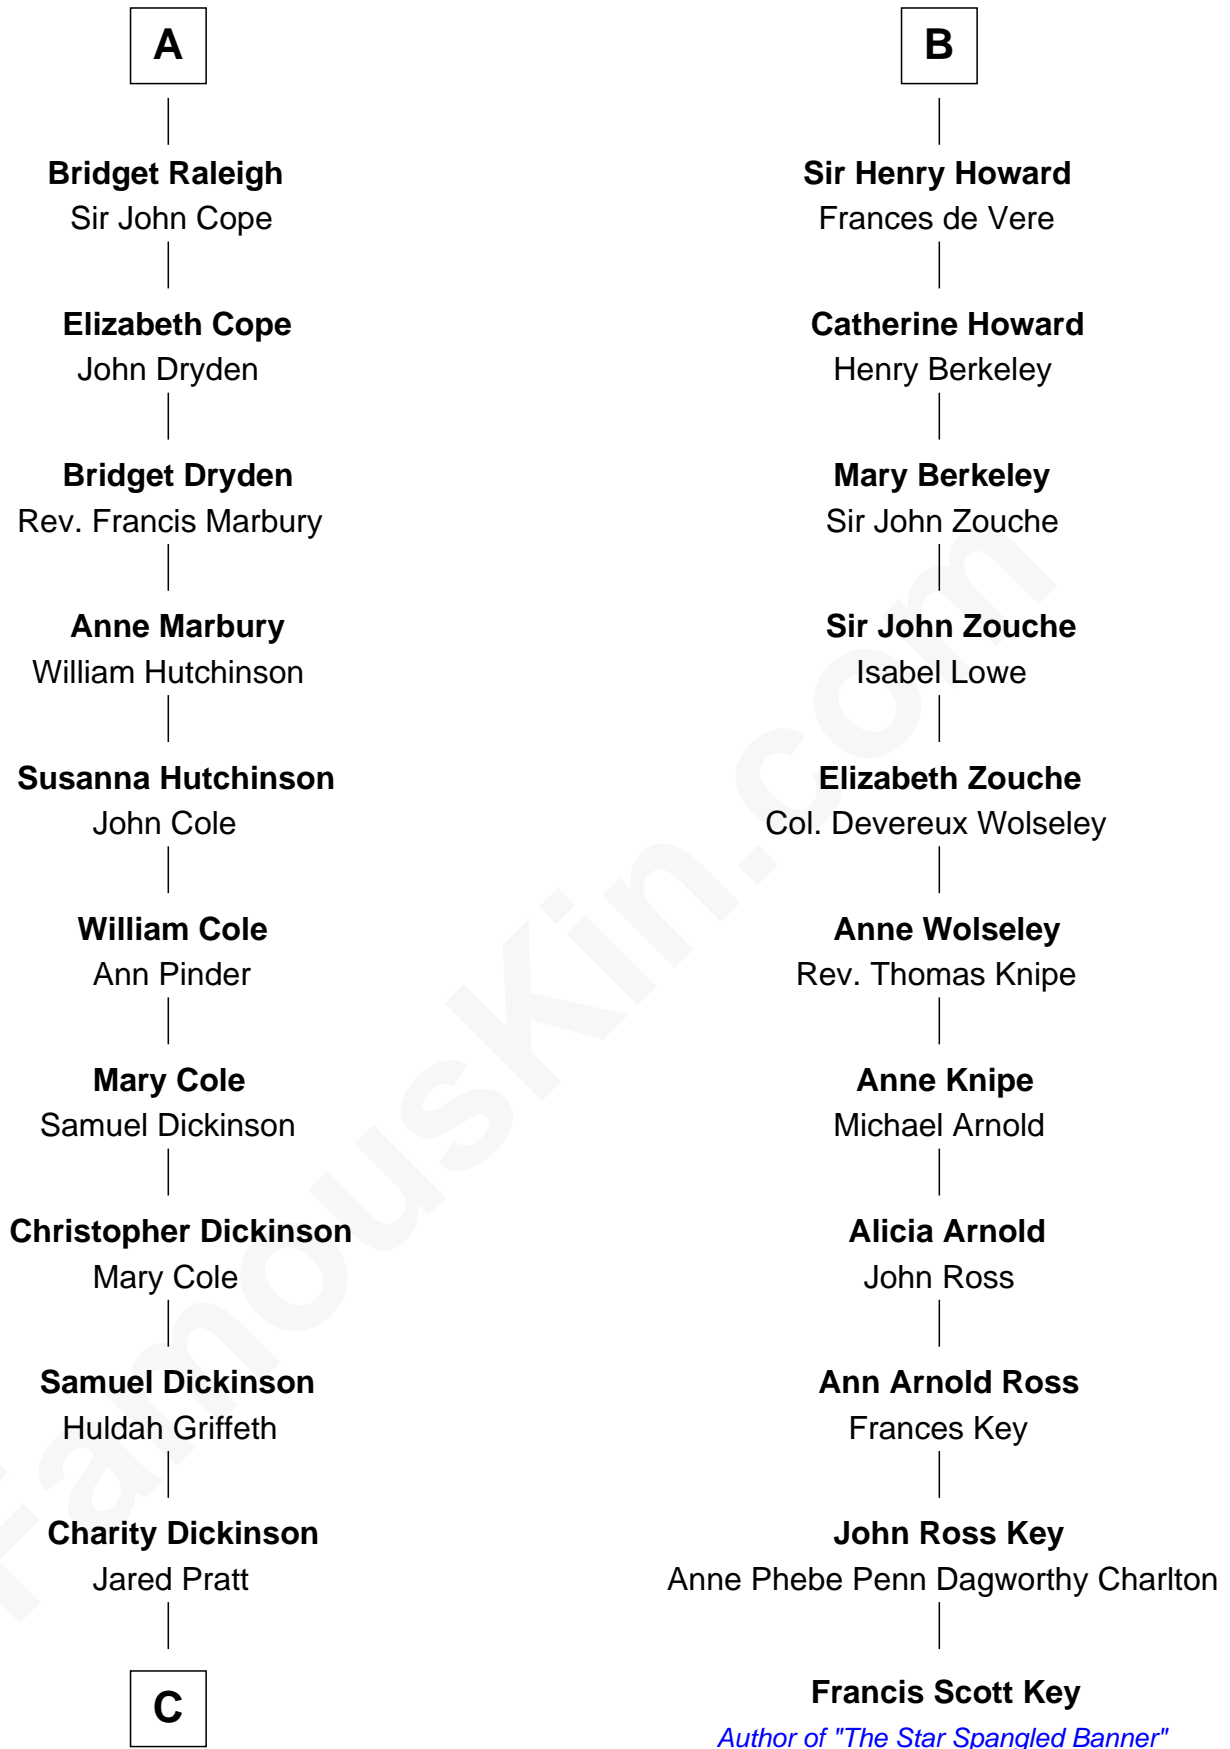 A
Bridget Raleigh
Sir John Cope
Elizabeth Cope
John Dryden
Bridget Dryden
Rev. Francis Marbury
Anne Marbury
William Hutchinson
Susanna Hutchinson
John Cole
William Cole
Ann Pinder
Mary Cole
Samuel Dickinson
Christopher Dickinson
Mary Cole
Samuel Dickinson
Huldah Griffeth
Charity Dickinson
Jared Pratt
C
B
Sir Henry Howard
Frances de Vere
Catherine Howard
Henry Berkeley
Mary Berkeley
Sir John Zouche
Sir John Zouche
Isabel Lowe
Elizabeth Zouche
Col. Devereux Wolseley
Anne Wolseley
Rev. Thomas Knipe
Anne Knipe
Michael Arnold
Alicia Arnold
John Ross
Ann Arnold Ross
Frances Key
John Ross Key
Anne Phebe Penn Dagworthy Charlton
Francis Scott Key
Author of "The Star Spangled Banner"
FamousKin.com